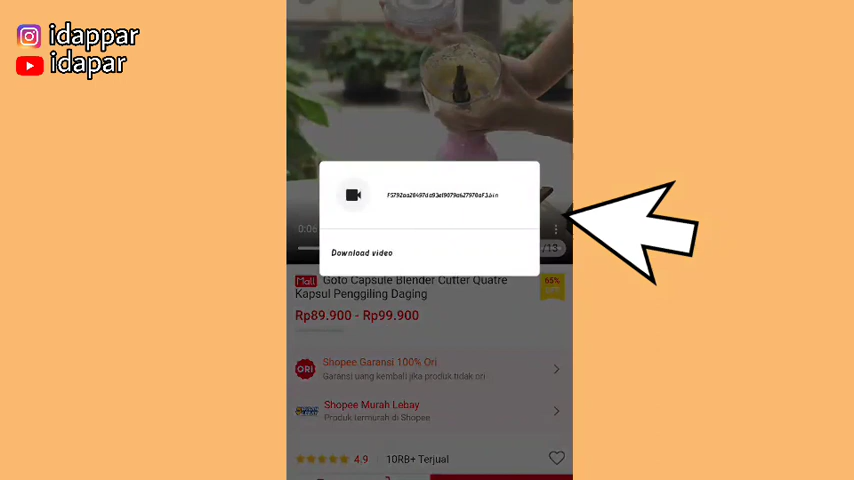 idappar
idapar
0:06
/13
Download video
Mall Goto Capsule Blender Cutter Quatre
Kapsul Penggiling Daging
65%
Rp89.900 - Rp99.900
ORI
Shopee Garansi 100% Ori
Garansi uang kembali jika produk tidak ori
Shopee Murah Lebay
Produk termurah di Shopee
4.9
10RB+ Terjual